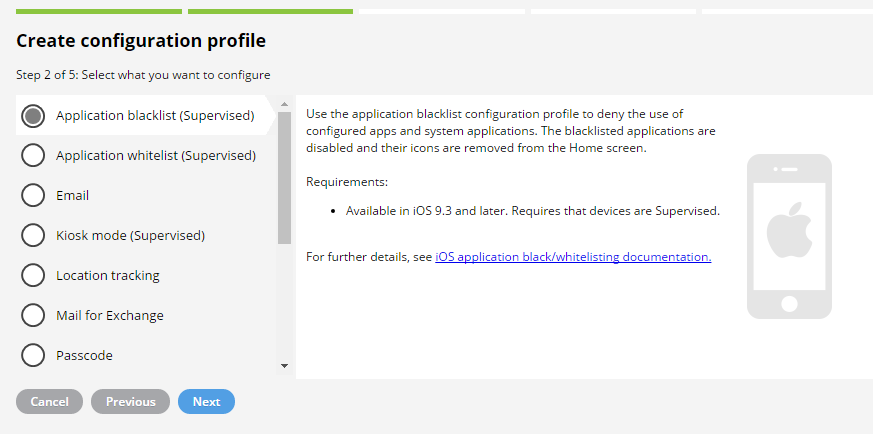 Create configuration profile
Step 2 of 5: Select what you want to configure
Application blacklist (Supervised)
Application whitelist (Supervised)
Email
Kiosk mode (Supervised)
Location tracking
Mail for Exchange
Passcode
Use the application blacklist configuration profile to deny the use of
configured apps and system applications. The blacklisted applications are
disabled and their icons are removed from the Home screen.
Requirements:
• Available in iOS 9.3 and later. Requires that devices are Supervised.
For further details, see iOS application black/whitelisting documentation.
Cancel
Previous
Next